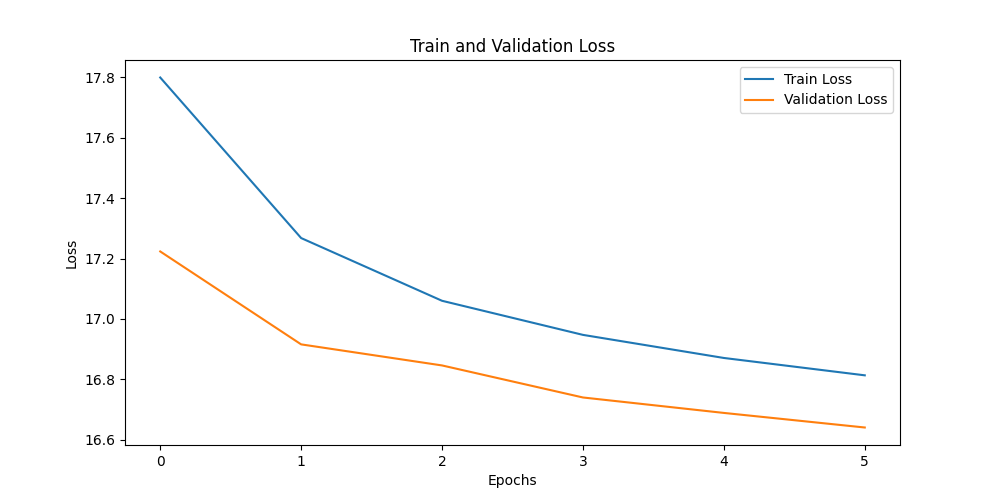 Train and Validation Loss
Train Loss
Validation Loss
17.8
17.6
17.4
17.2
17.0
16.8
16.6
Loss
0 1 2 3 4 5
Epochs